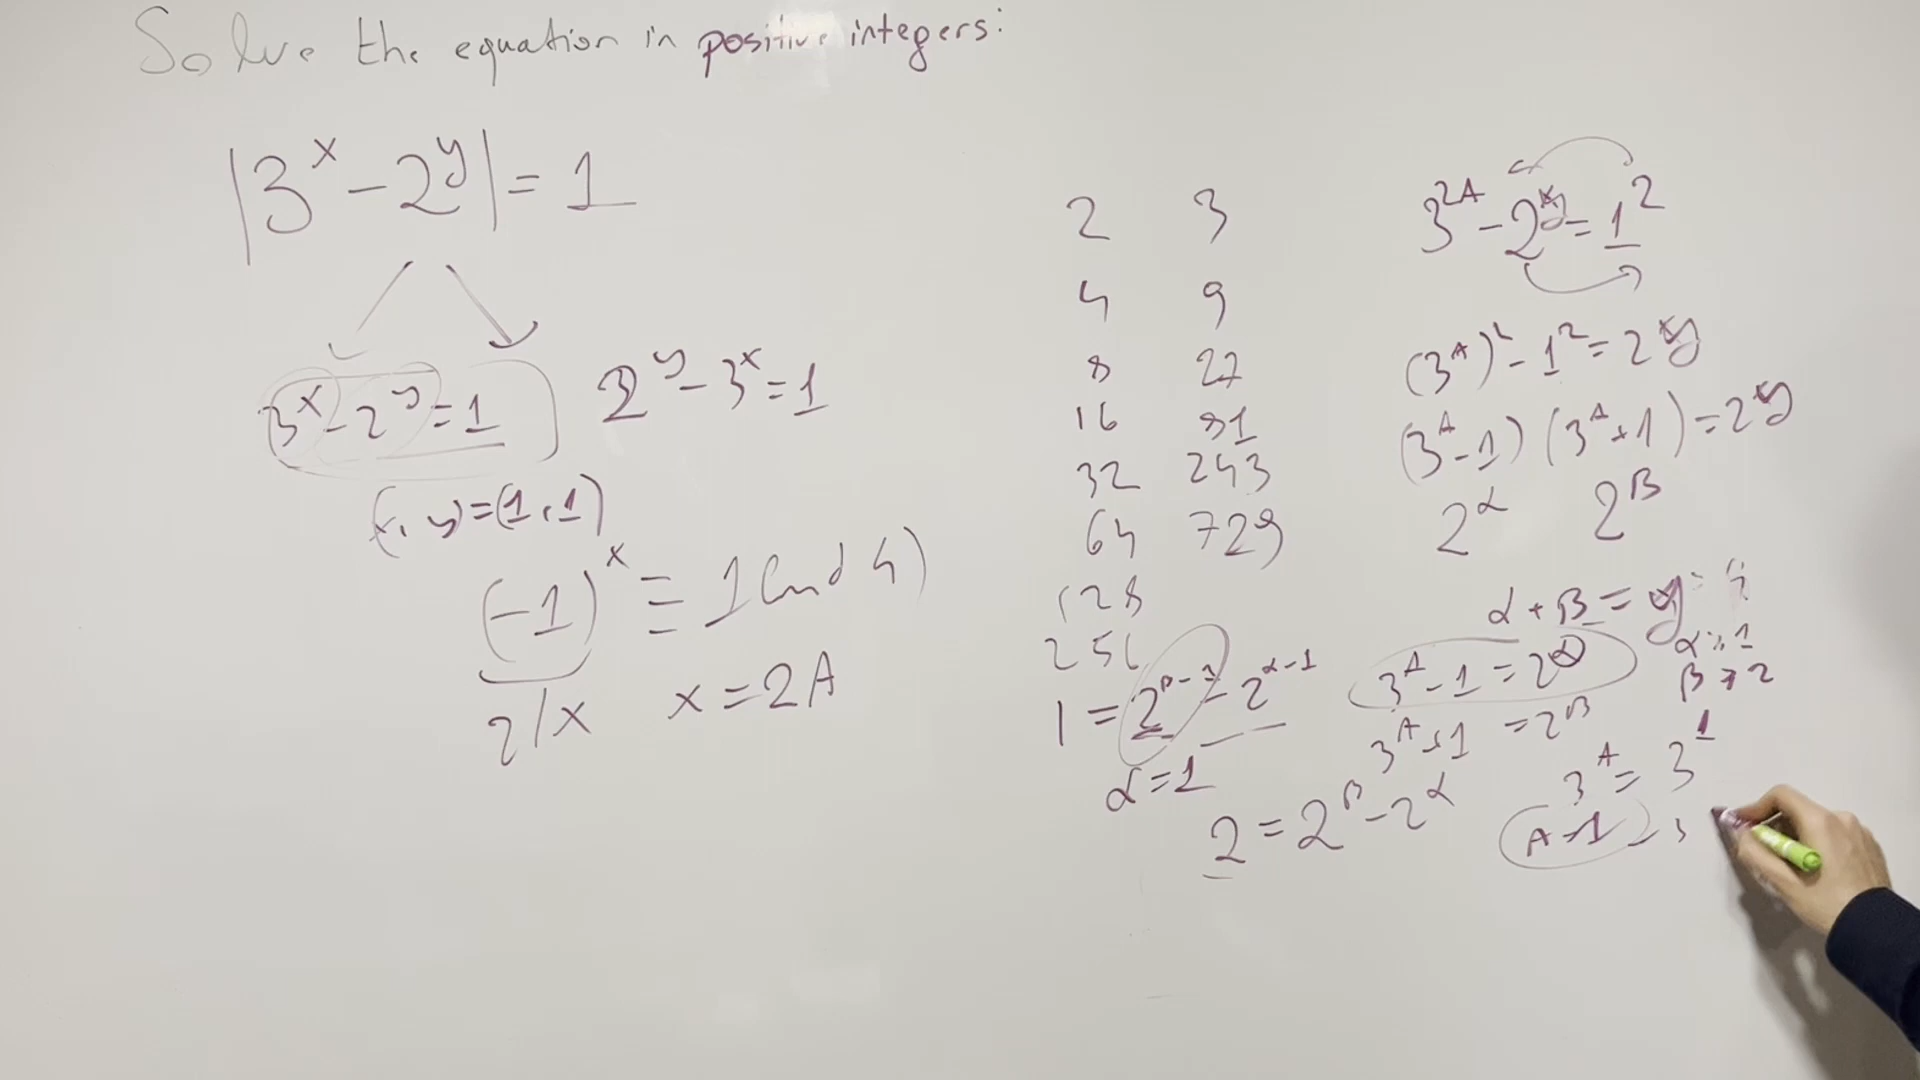 Solve the equation in positive integers:
|3^x - 2^y| = 1
3^x - 2^y = 1
2^y - 3^x = 1
(x, y) = (1, 1)
(-1)^x ≡ 1 (mod 4)
2 | x
x = 2A
2 3
4 9
8 27
16 81
32 243
64 729
128
256
1 = 2^(β-1) - 2^(α-1)
α = 1
2 = 2^β - 2^α
3^(2A) - 2^y = 1^2
(3^A)^2 - 1^2 = 2^y
(3^A - 1) (3^A + 1) = 2^y
2^α 2^β
α + β = y
3^A - 1 = 2^α
3^A + 1 = 2^β
3^A = 3^1